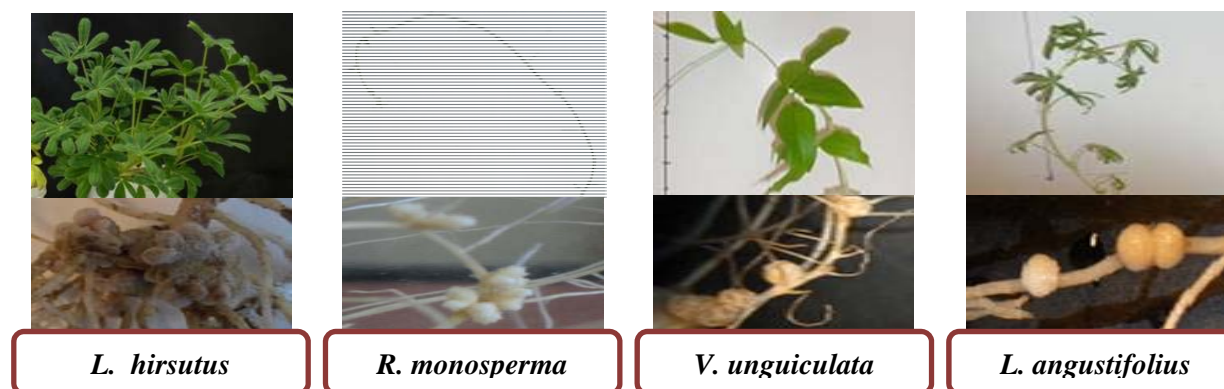 L. hirsutus
R. monosperma
V. unguiculata
L. angustifolius